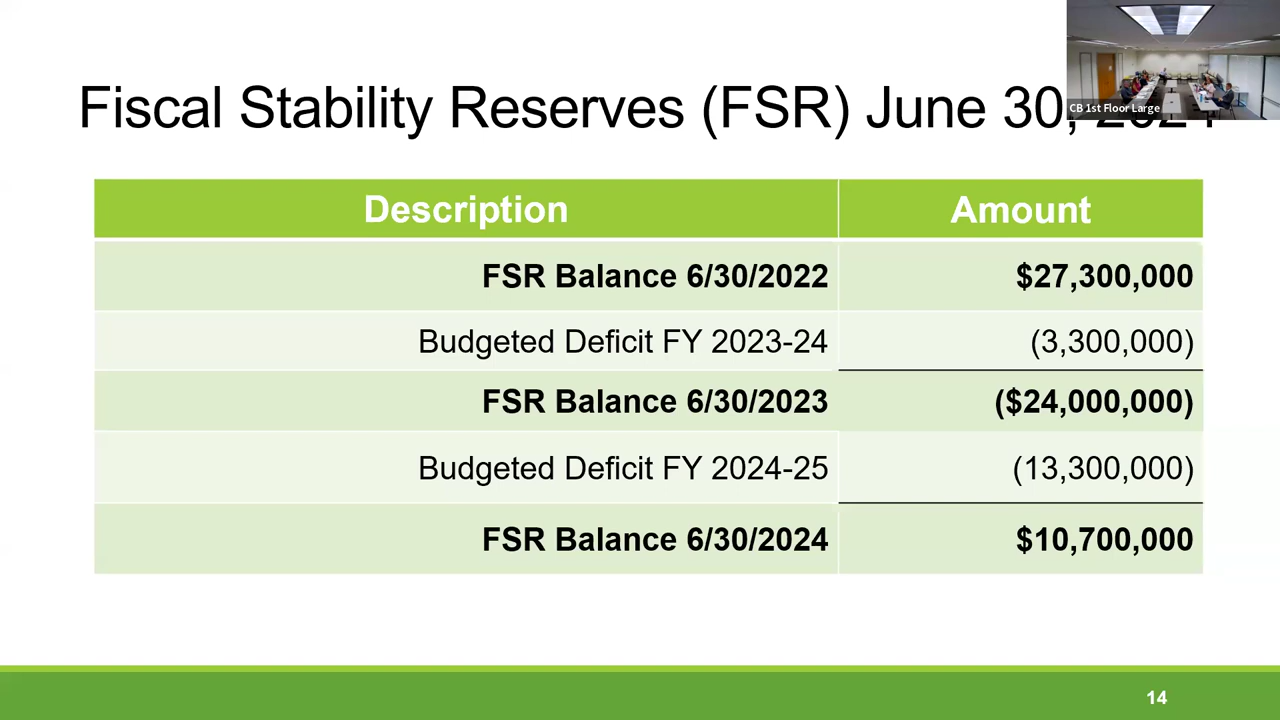 Fiscal Stability Reserves (FSR) June 30, 2024
CB 1st Floor Large
Description Amount
FSR Balance 6/30/2022 $27,300,000
Budgeted Deficit FY 2023-24 (3,300,000)
FSR Balance 6/30/2023 ($24,000,000)
Budgeted Deficit FY 2024-25 (13,300,000)
FSR Balance 6/30/2024 $10,700,000
14